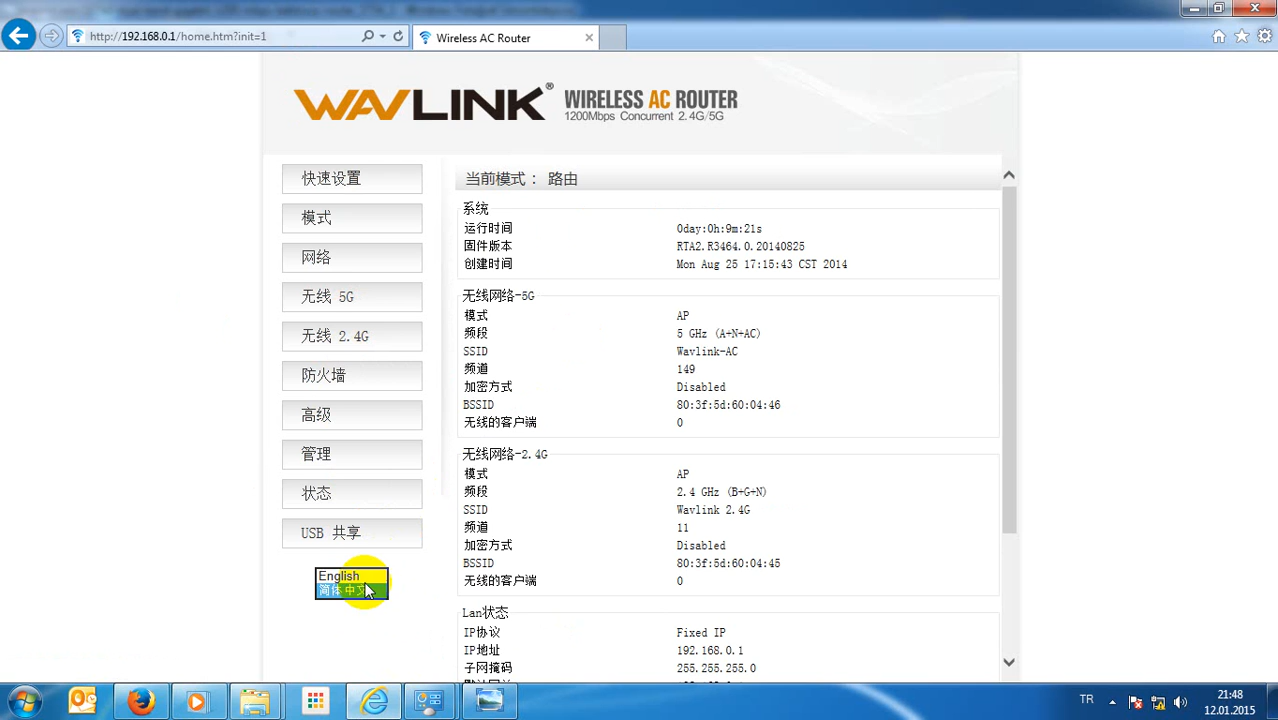 http://192.168.0.1/home.htm?init=1
Wireless AC Router
WAVLINK®
WIRELESS AC ROUTER
1200Mbps Concurrent 2.4G/5G
快速设置
模式
网络
无线 5G
无线 2.4G
防火墙
高级
管理
状态
USB 共享
English
简体中文
当前模式： 路由
系统
运行时间 0day:0h:9m:21s
固件版本 RTA2.R3464.0.20140825
创建时间 Mon Aug 25 17:15:43 CST 2014
无线网络-5G
模式 AP
频段 5 GHz (A+N+AC)
SSID Wavlink-AC
频道 149
加密方式 Disabled
BSSID 80:3f:5d:60:04:46
无线的客户端 0
无线网络-2.4G
模式 AP
频段 2.4 GHz (B+G+N)
SSID Wavlink 2.4G
频道 11
加密方式 Disabled
BSSID 80:3f:5d:60:04:45
无线的客户端 0
Lan状态
IP协议 Fixed IP
IP地址 192.168.0.1
子网掩码 255.255.255.0
TR
21:48
12.01.2015